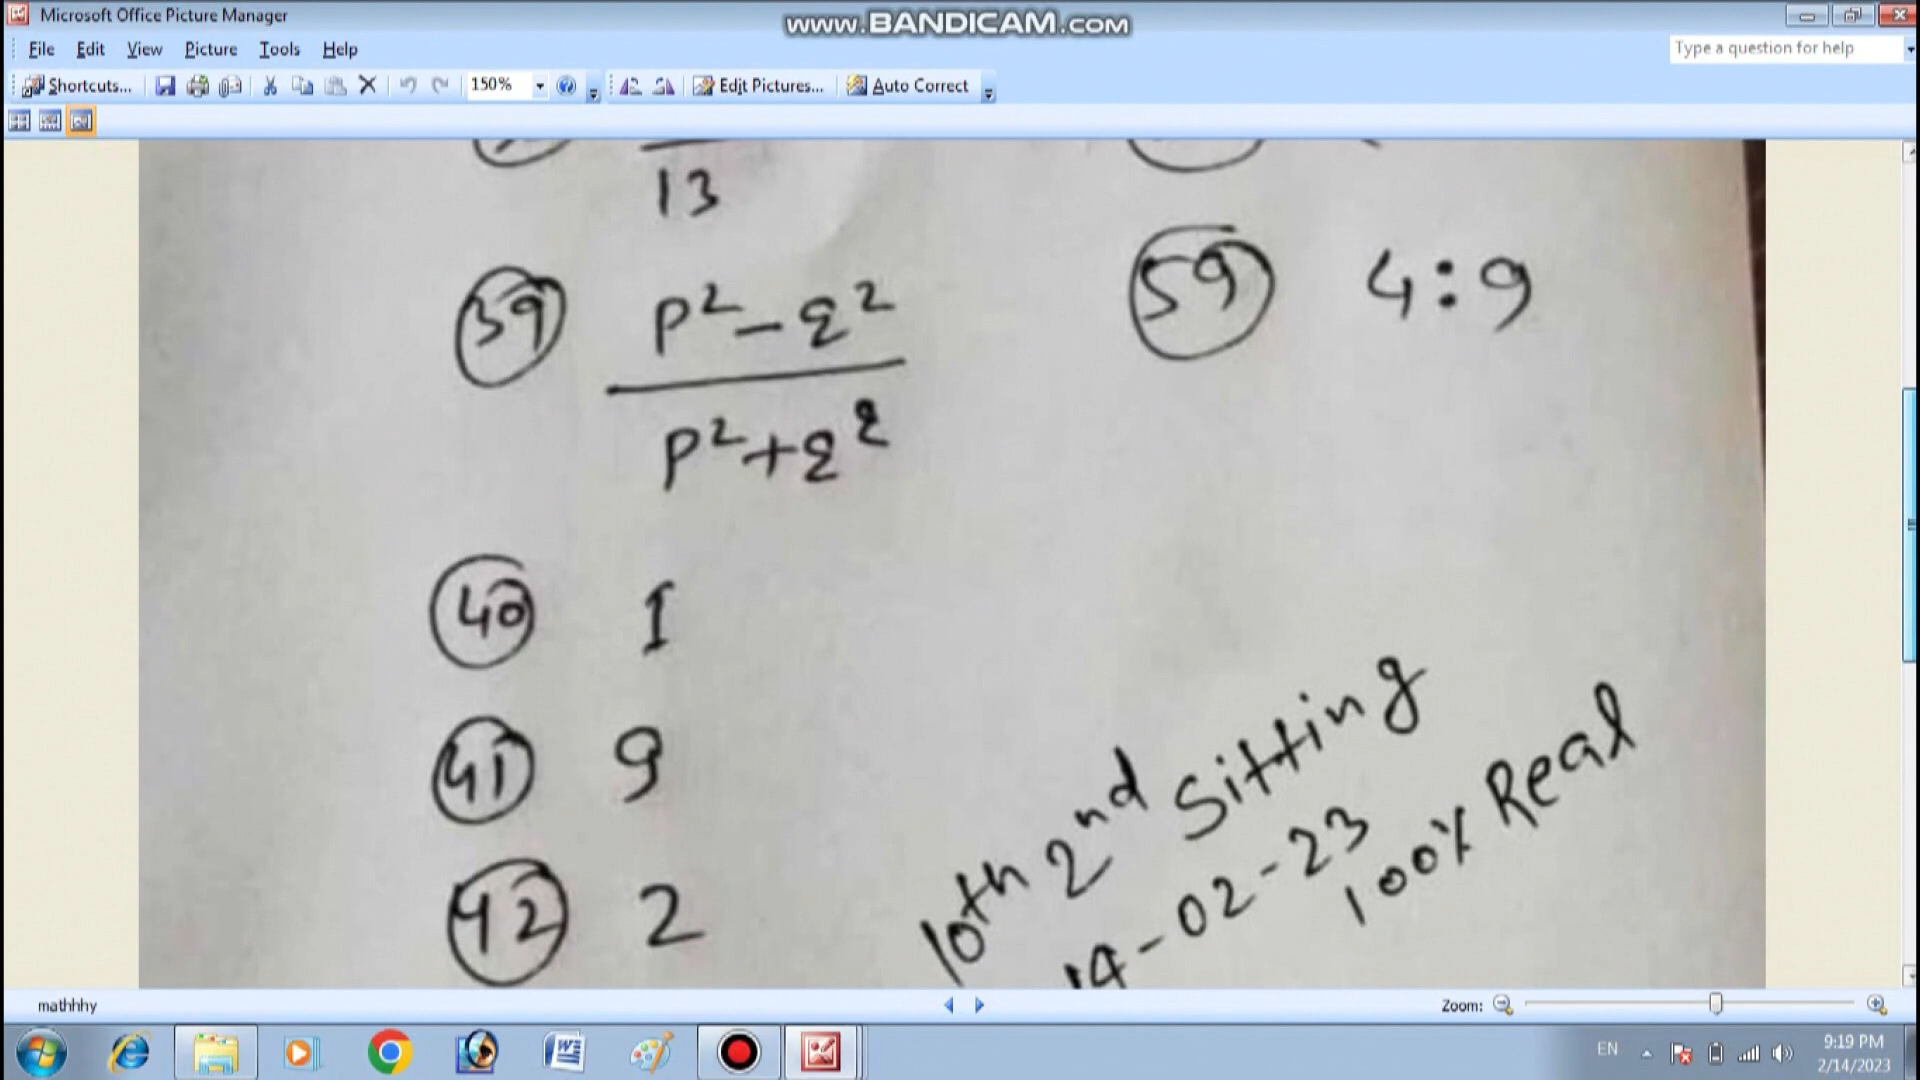 Microsoft Office Picture Manager
www.BANDICAM.com
File Edit View Picture Tools Help
Type a question for help
Shortcuts...
150%
Edit Pictures...
Auto Correct
13
39 P²-q²
P²+q²
59 4:9
40 1
41 9
42 2
10th 2nd Sitting
14-02-23
100% Real
mathhhy
Zoom:
EN
9:19 PM
2/14/2023